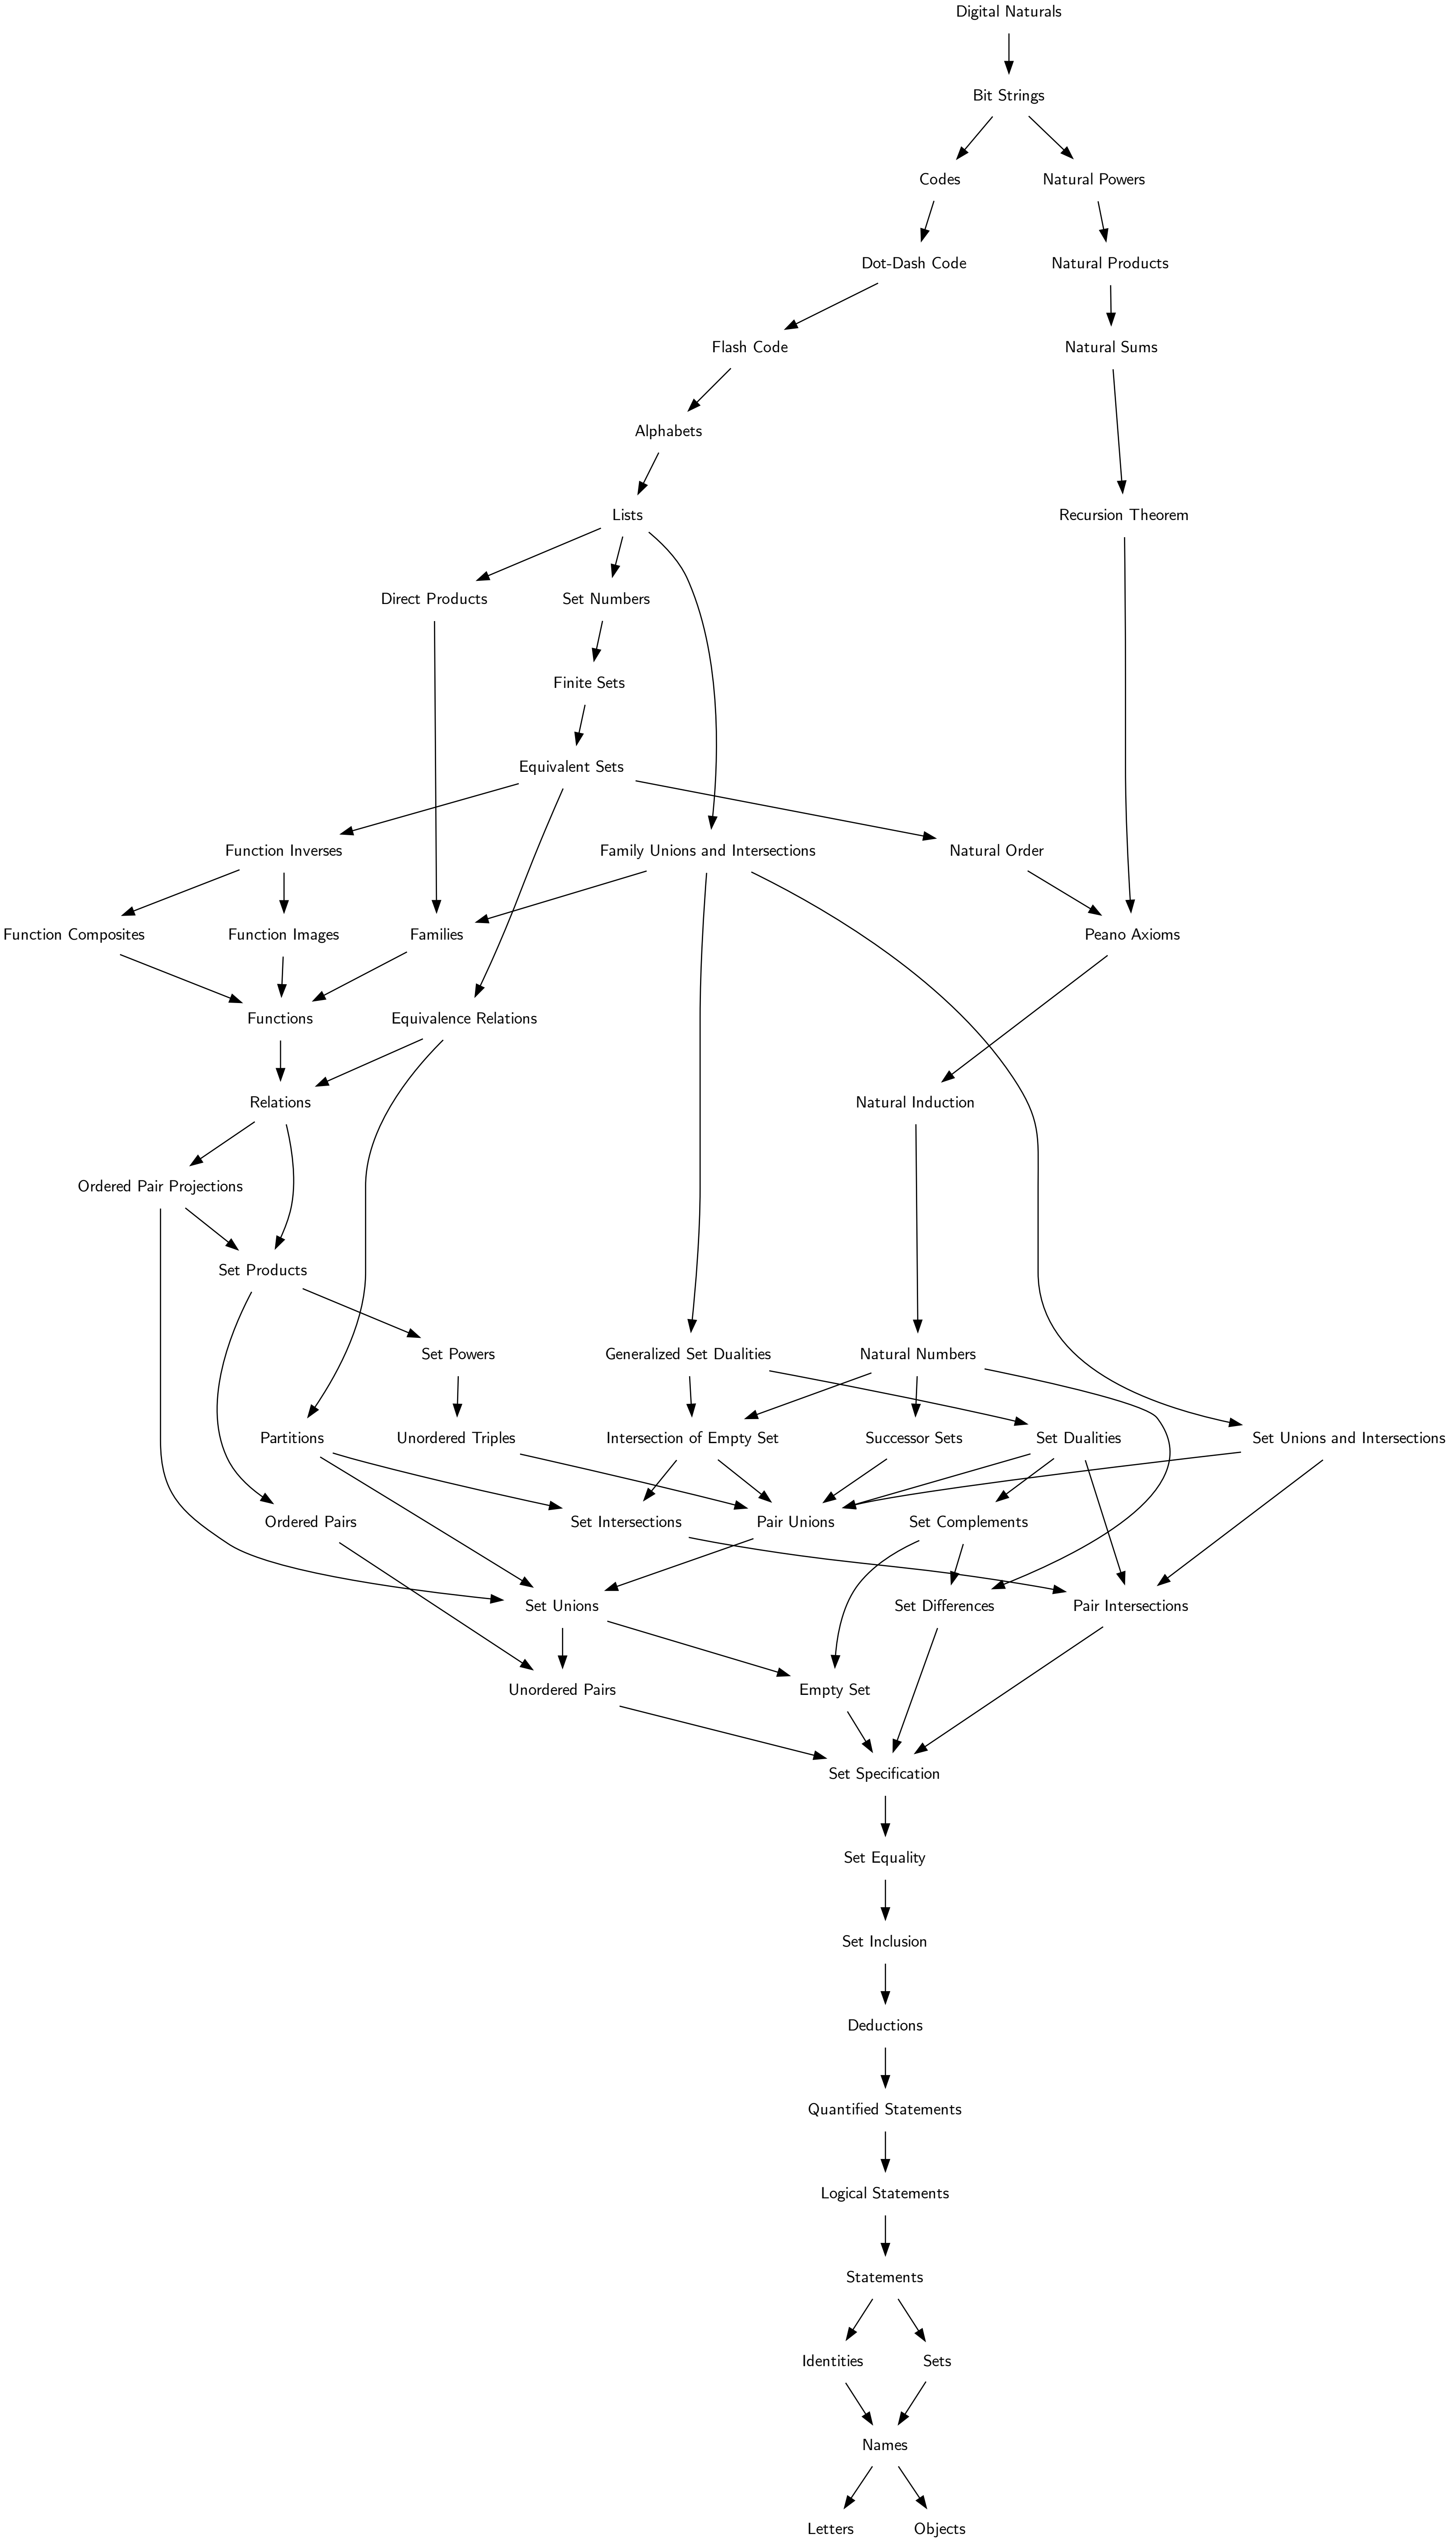 Digital Naturals
Bit Strings
Codes
Natural Powers
Dot-Dash Code
Natural Products
Flash Code
Natural Sums
Alphabets
Lists
Recursion Theorem
Direct Products
Set Numbers
Finite Sets
Equivalent Sets
Function Inverses
Family Unions and Intersections
Natural Order
Function Composites
Function Images
Families
Peano Axioms
Functions
Equivalence Relations
Relations
Natural Induction
Ordered Pair Projections
Set Products
Set Powers
Generalized Set Dualities
Natural Numbers
Partitions
Unordered Triples
Intersection of Empty Set
Successor Sets
Set Dualities
Set Unions and Intersections
Ordered Pairs
Set Intersections
Pair Unions
Set Complements
Set Unions
Set Differences
Pair Intersections
Unordered Pairs
Empty Set
Set Specification
Set Equality
Set Inclusion
Deductions
Quantified Statements
Logical Statements
Statements
Identities
Sets
Names
Letters
Objects